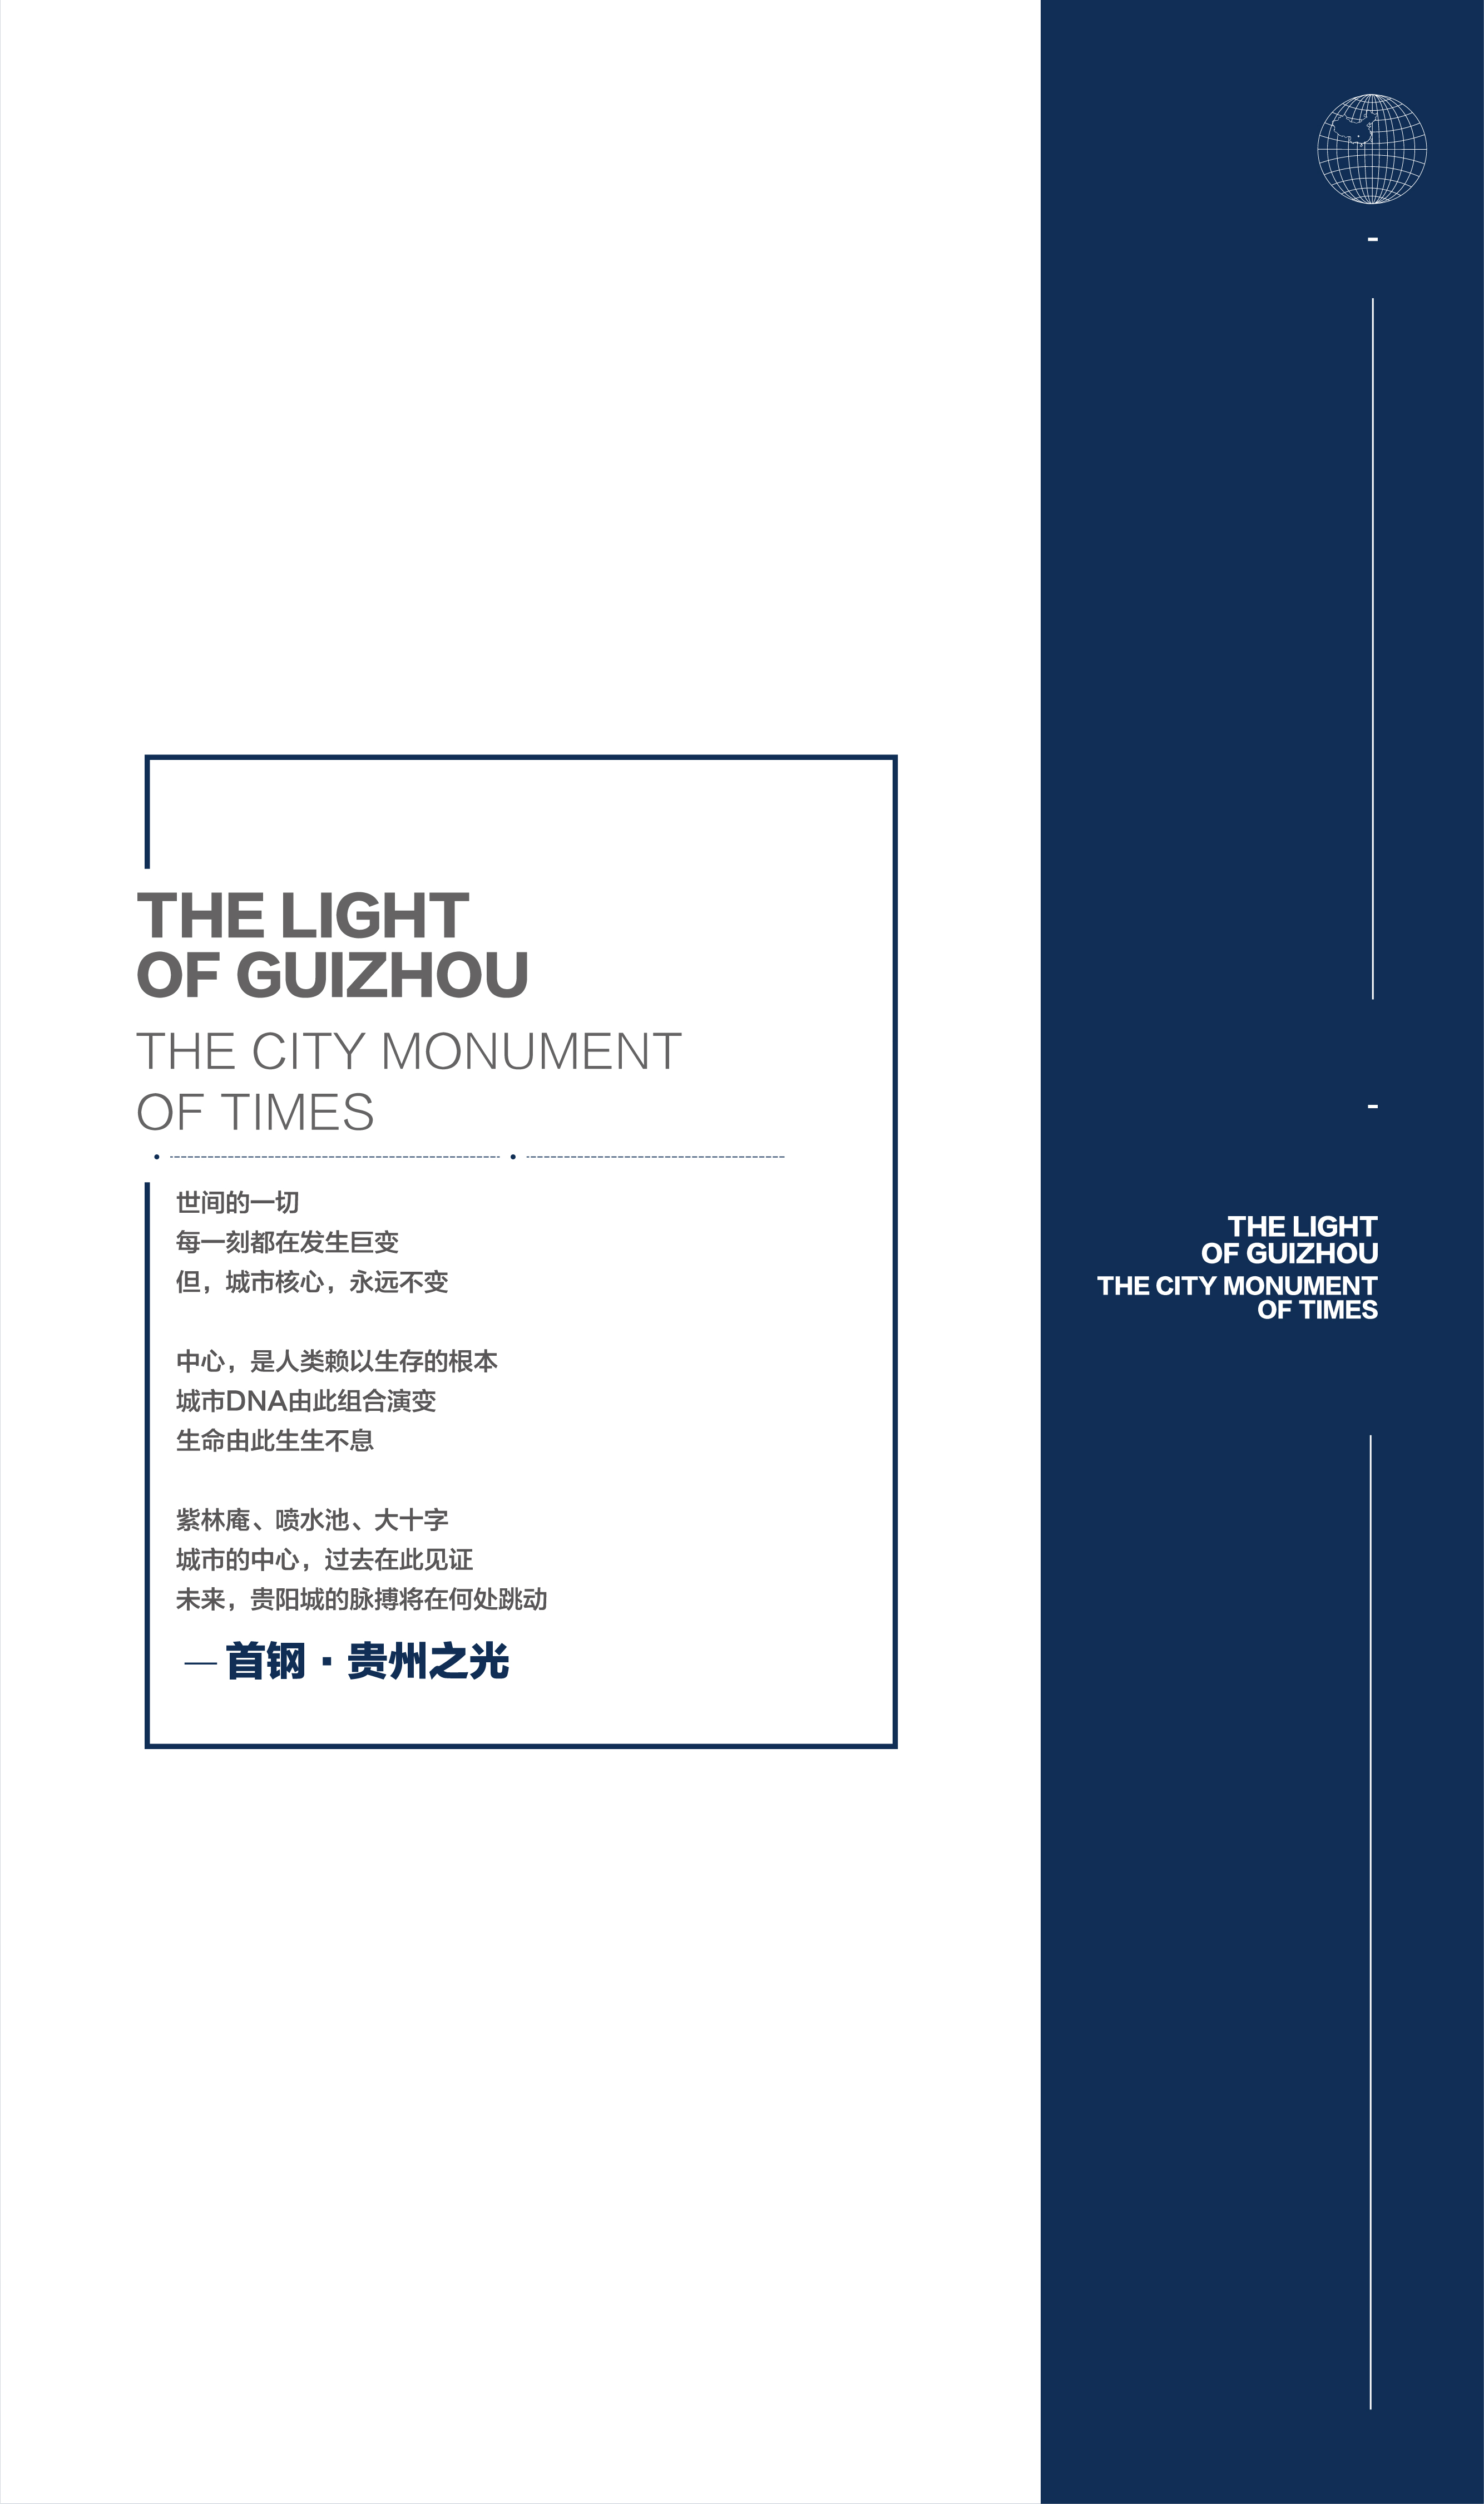 THE LIGHT
OF GUIZHOU
THE CITY MONUMENT
OF TIMES
世间的一切
每一刻都在发生巨变
但，城市核心，永远不变
中心，是人类赖以生存的根本
城市DNA由此组合演变
生命由此生生不息
紫林庵、喷水池、大十字
城市的中心，过去在此见证
未来，贵阳城的脉搏将在何处跳动
—首钢·贵州之光
THE LIGHT
OF GUIZHOU
THE CITY MONUMENT
OF TIMES